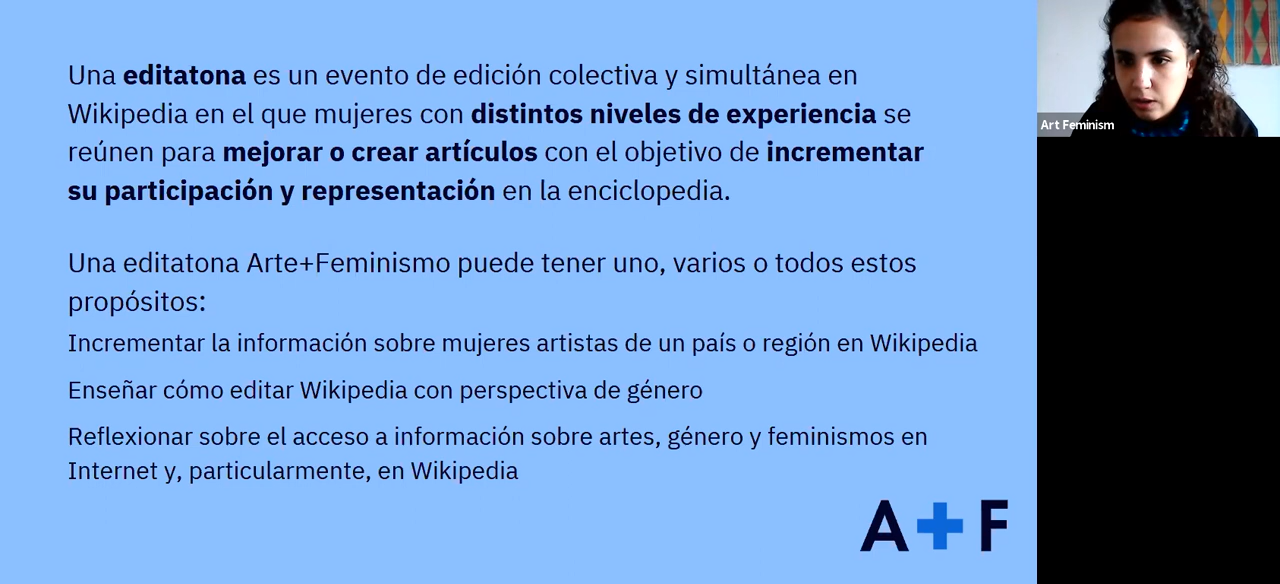 Una editatona es un evento de edición colectiva y simultánea en
Wikipedia en el que mujeres con distintos niveles de experiencia se
reúnen para mejorar o crear artículos con el objetivo de incrementar
su participación y representación en la enciclopedia.
Una editatona Arte+Feminismo puede tener uno, varios o todos estos
propósitos:
Incrementar la información sobre mujeres artistas de un país o región en Wikipedia
Enseñar cómo editar Wikipedia con perspectiva de género
Reflexionar sobre el acceso a información sobre artes, género y feminismos en
Internet y, particularmente, en Wikipedia
A+F
Art Feminism